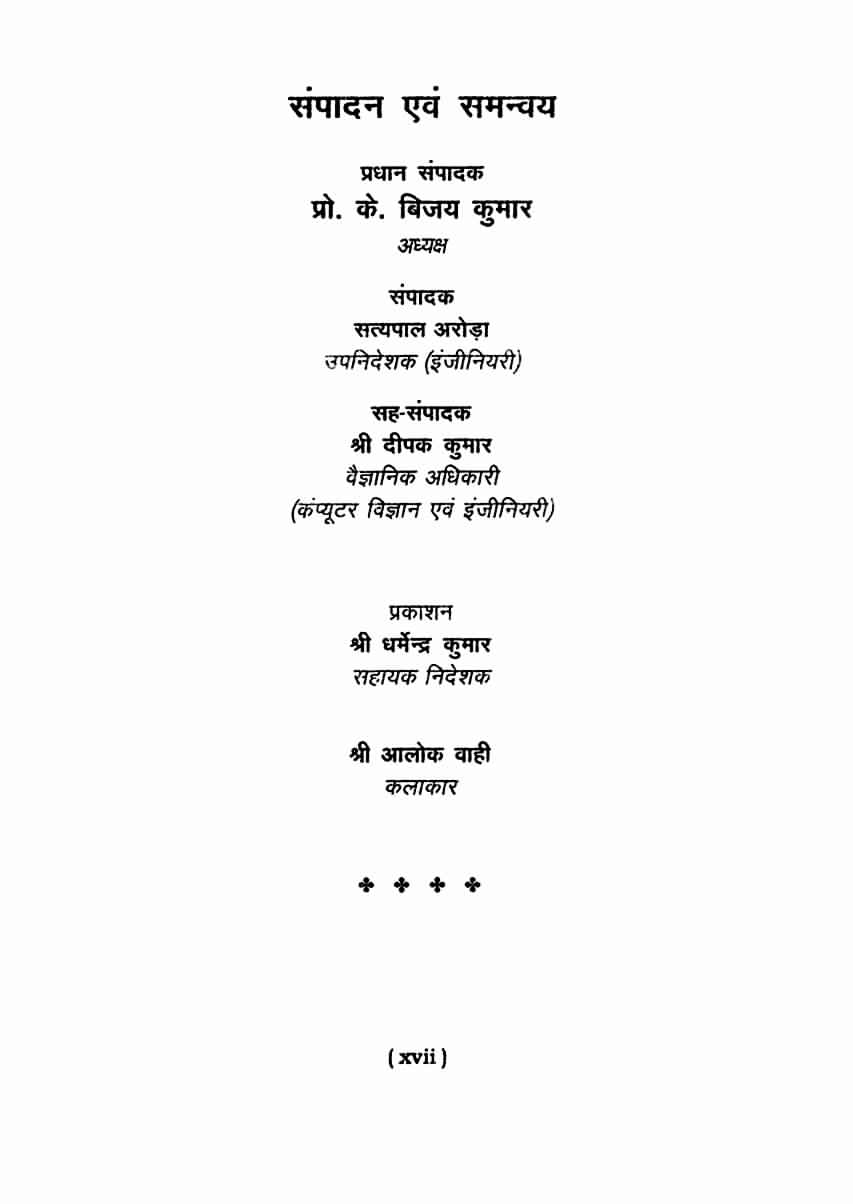 संपादन एवं समन्वय
प्रधान संपादक
प्रो. के. बिजय कुमार
अध्यक्ष
संपादक
सत्यपाल अरोड़ा
उपनिदेशक (इंजीनियरी)
सह-संपादक
श्री दीपक कुमार
वैज्ञानिक अधिकारी
(कंप्यूटर विज्ञान एवं इंजीनियरी)
प्रकाशन
श्री धर्मेन्द्र कुमार
सहायक निदेशक
श्री आलोक वाही
कलाकार
( xvii )